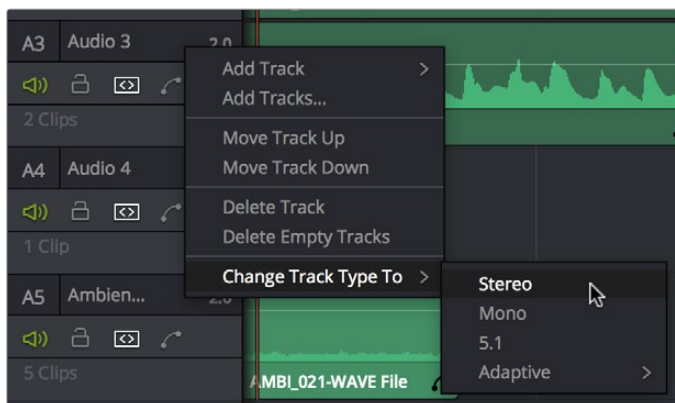 A3 Audio 3 2.0
Add Track >
Add Tracks...
2 Clips
Move Track Up
A4 Audio 4
Move Track Down
Delete Track
1 Clip
Delete Empty Tracks
Change Track Type To >
Stereo
A5 Ambien... 2.0
Mono
5.1
5 Clips
Adaptive >
AMBI_021-WAVE File